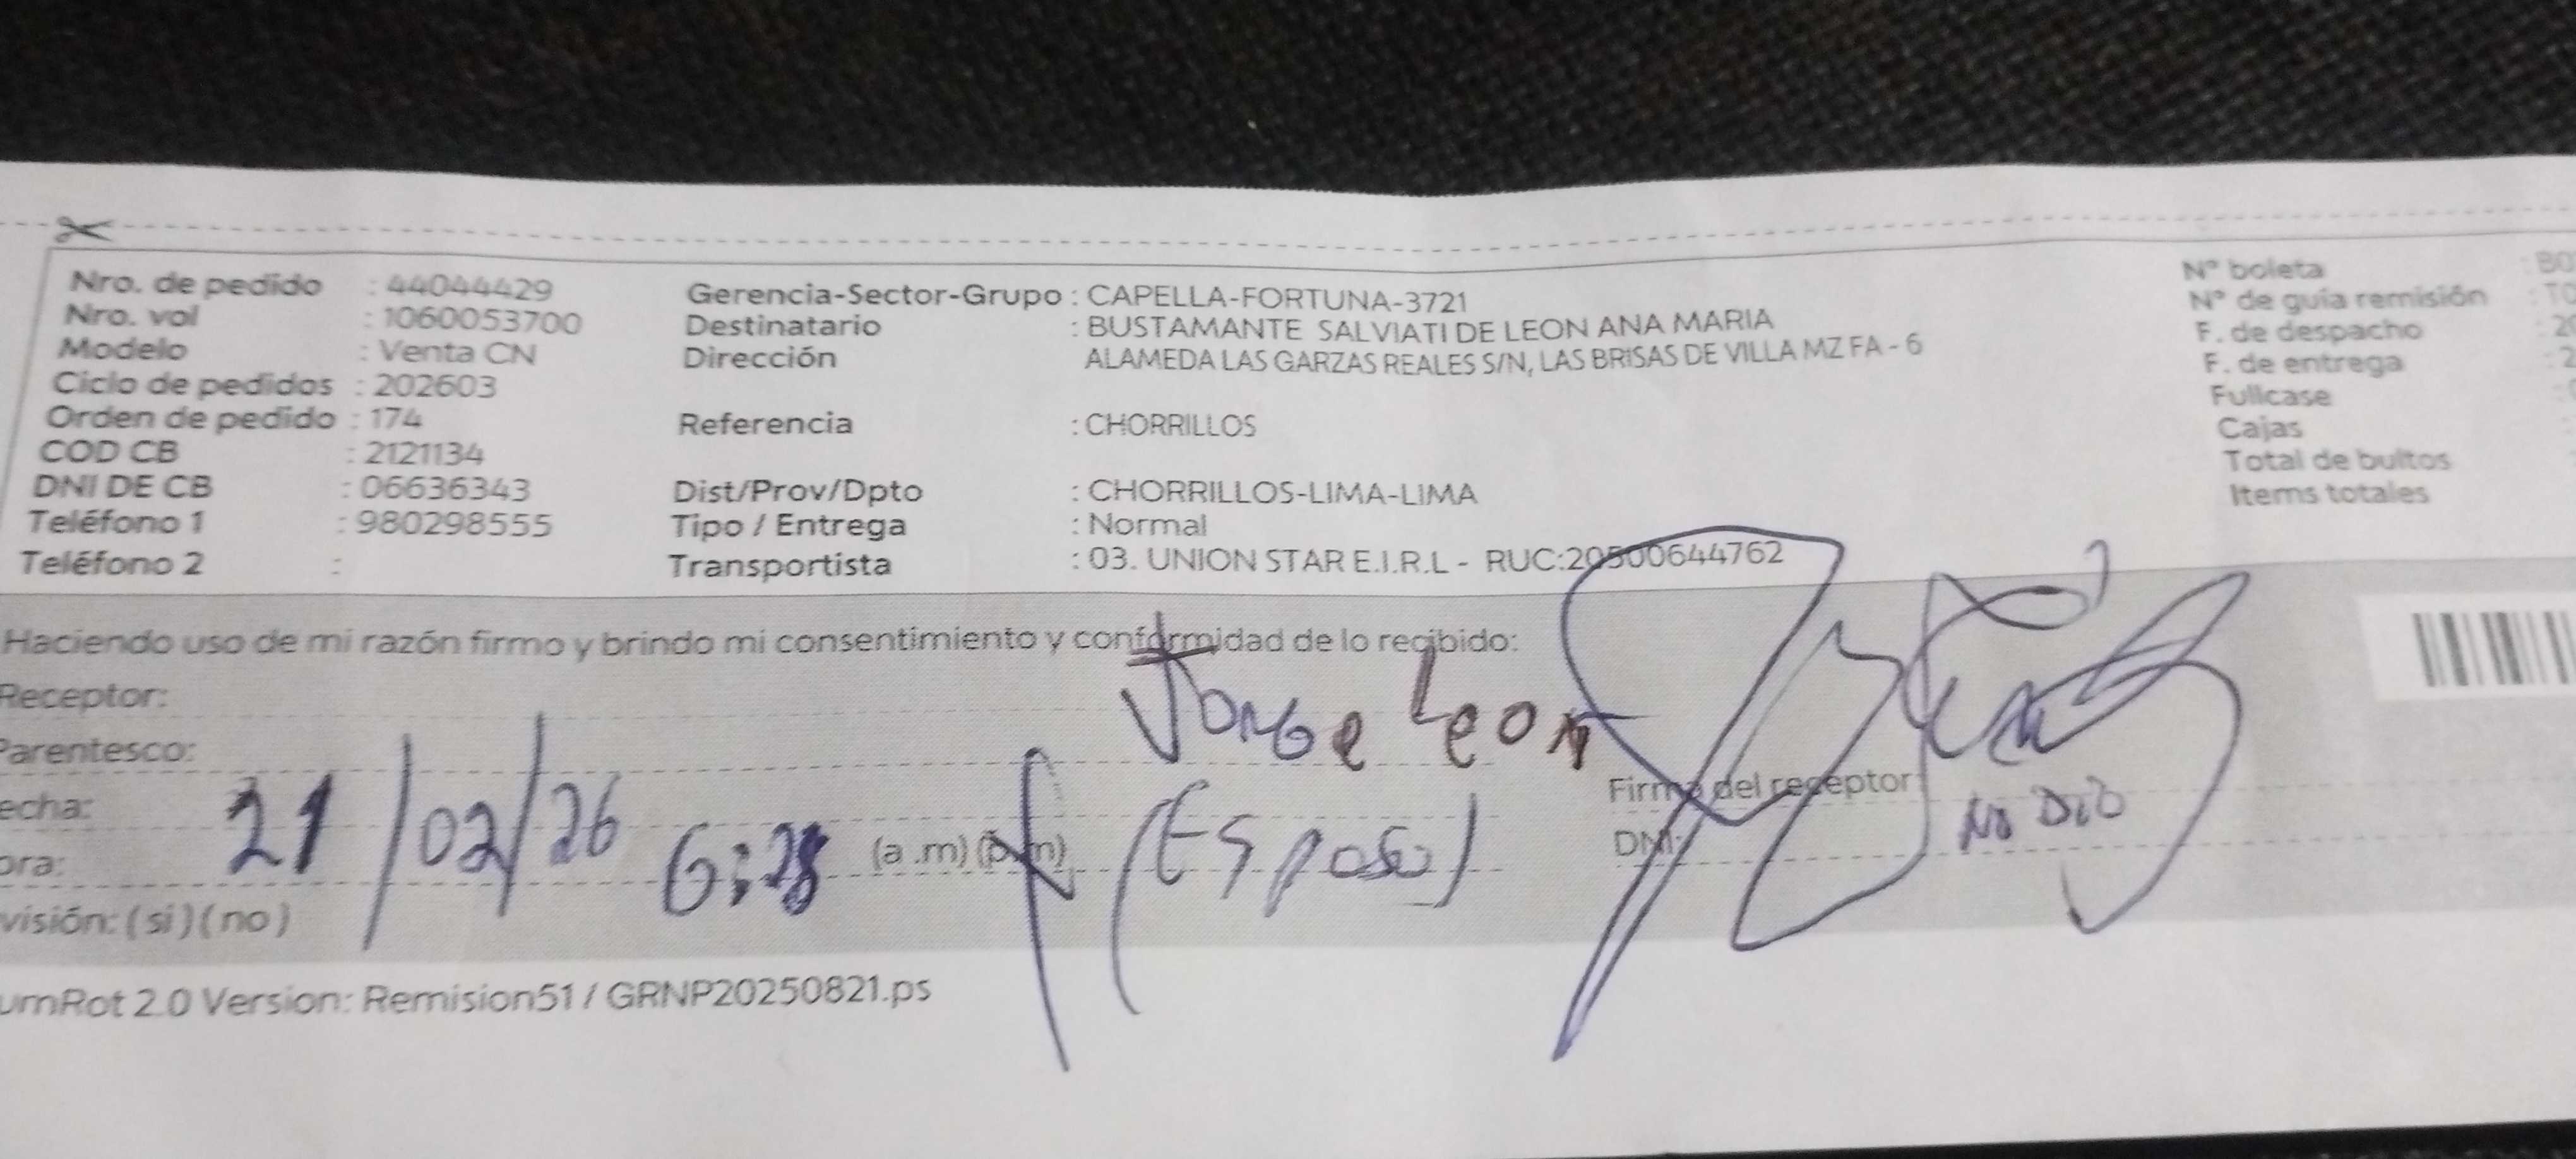 Nro. de pedido : 44044429
Nro. vol : 1060053700
Modelo : Venta CN
Ciclo de pedidos : 202603
Orden de pedido : 174
COD CB : 2121134
DNI DE CB : 06636343
Teléfono 1 : 980298555
Teléfono 2 :
Gerencia-Sector-Grupo : CAPELLA-FORTUNA-3721
Destinatario : BUSTAMANTE SALVIATI DE LEON ANA MARIA
Dirección ALAMEDA LAS GARZAS REALES S/N, LAS BRISAS DE VILLA MZ FA - 6
Referencia : CHORRILLOS
Dist/Prov/Dpto : CHORRILLOS-LIMA-LIMA
Tipo / Entrega : Normal
Transportista : 03. UNION STAR E.I.R.L - RUC:20500644762
N° boleta : B0
N° de guía remisión : T0
F. de despacho : 20
F. de entrega : 2
Fullcase
Cajas
Total de bultos
Items totales
Haciendo uso de mi razón firmo y brindo mi consentimiento y conformidad de lo recibido:
Receptor: Jorge Leon
Parentesco: (Esposo)
echa: 21/02/26
ora: 6:28 (a .m) (p.m)
visión: ( si ) ( no )
Firma del receptor:
DNI: No Dio
umRot 2.0 Version: Remision51 / GRNP20250821.ps